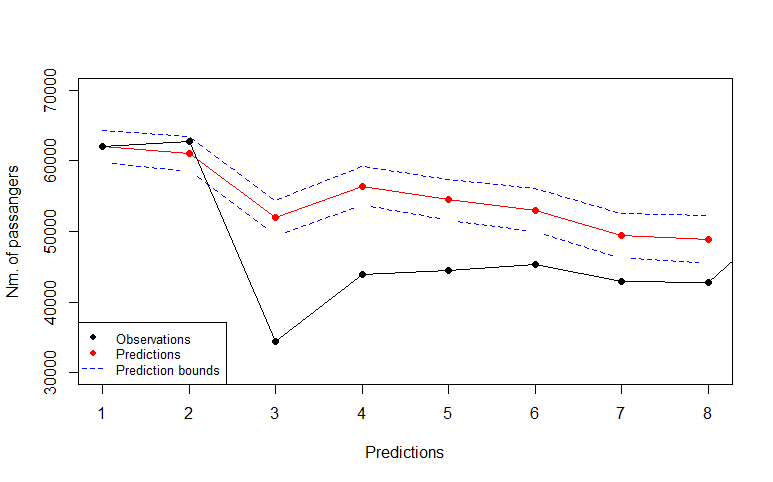 70000
60000
50000
40000
30000
Nm. of passangers
Observations
Predictions
Prediction bounds
1 2 3 4 5 6 7 8
Predictions